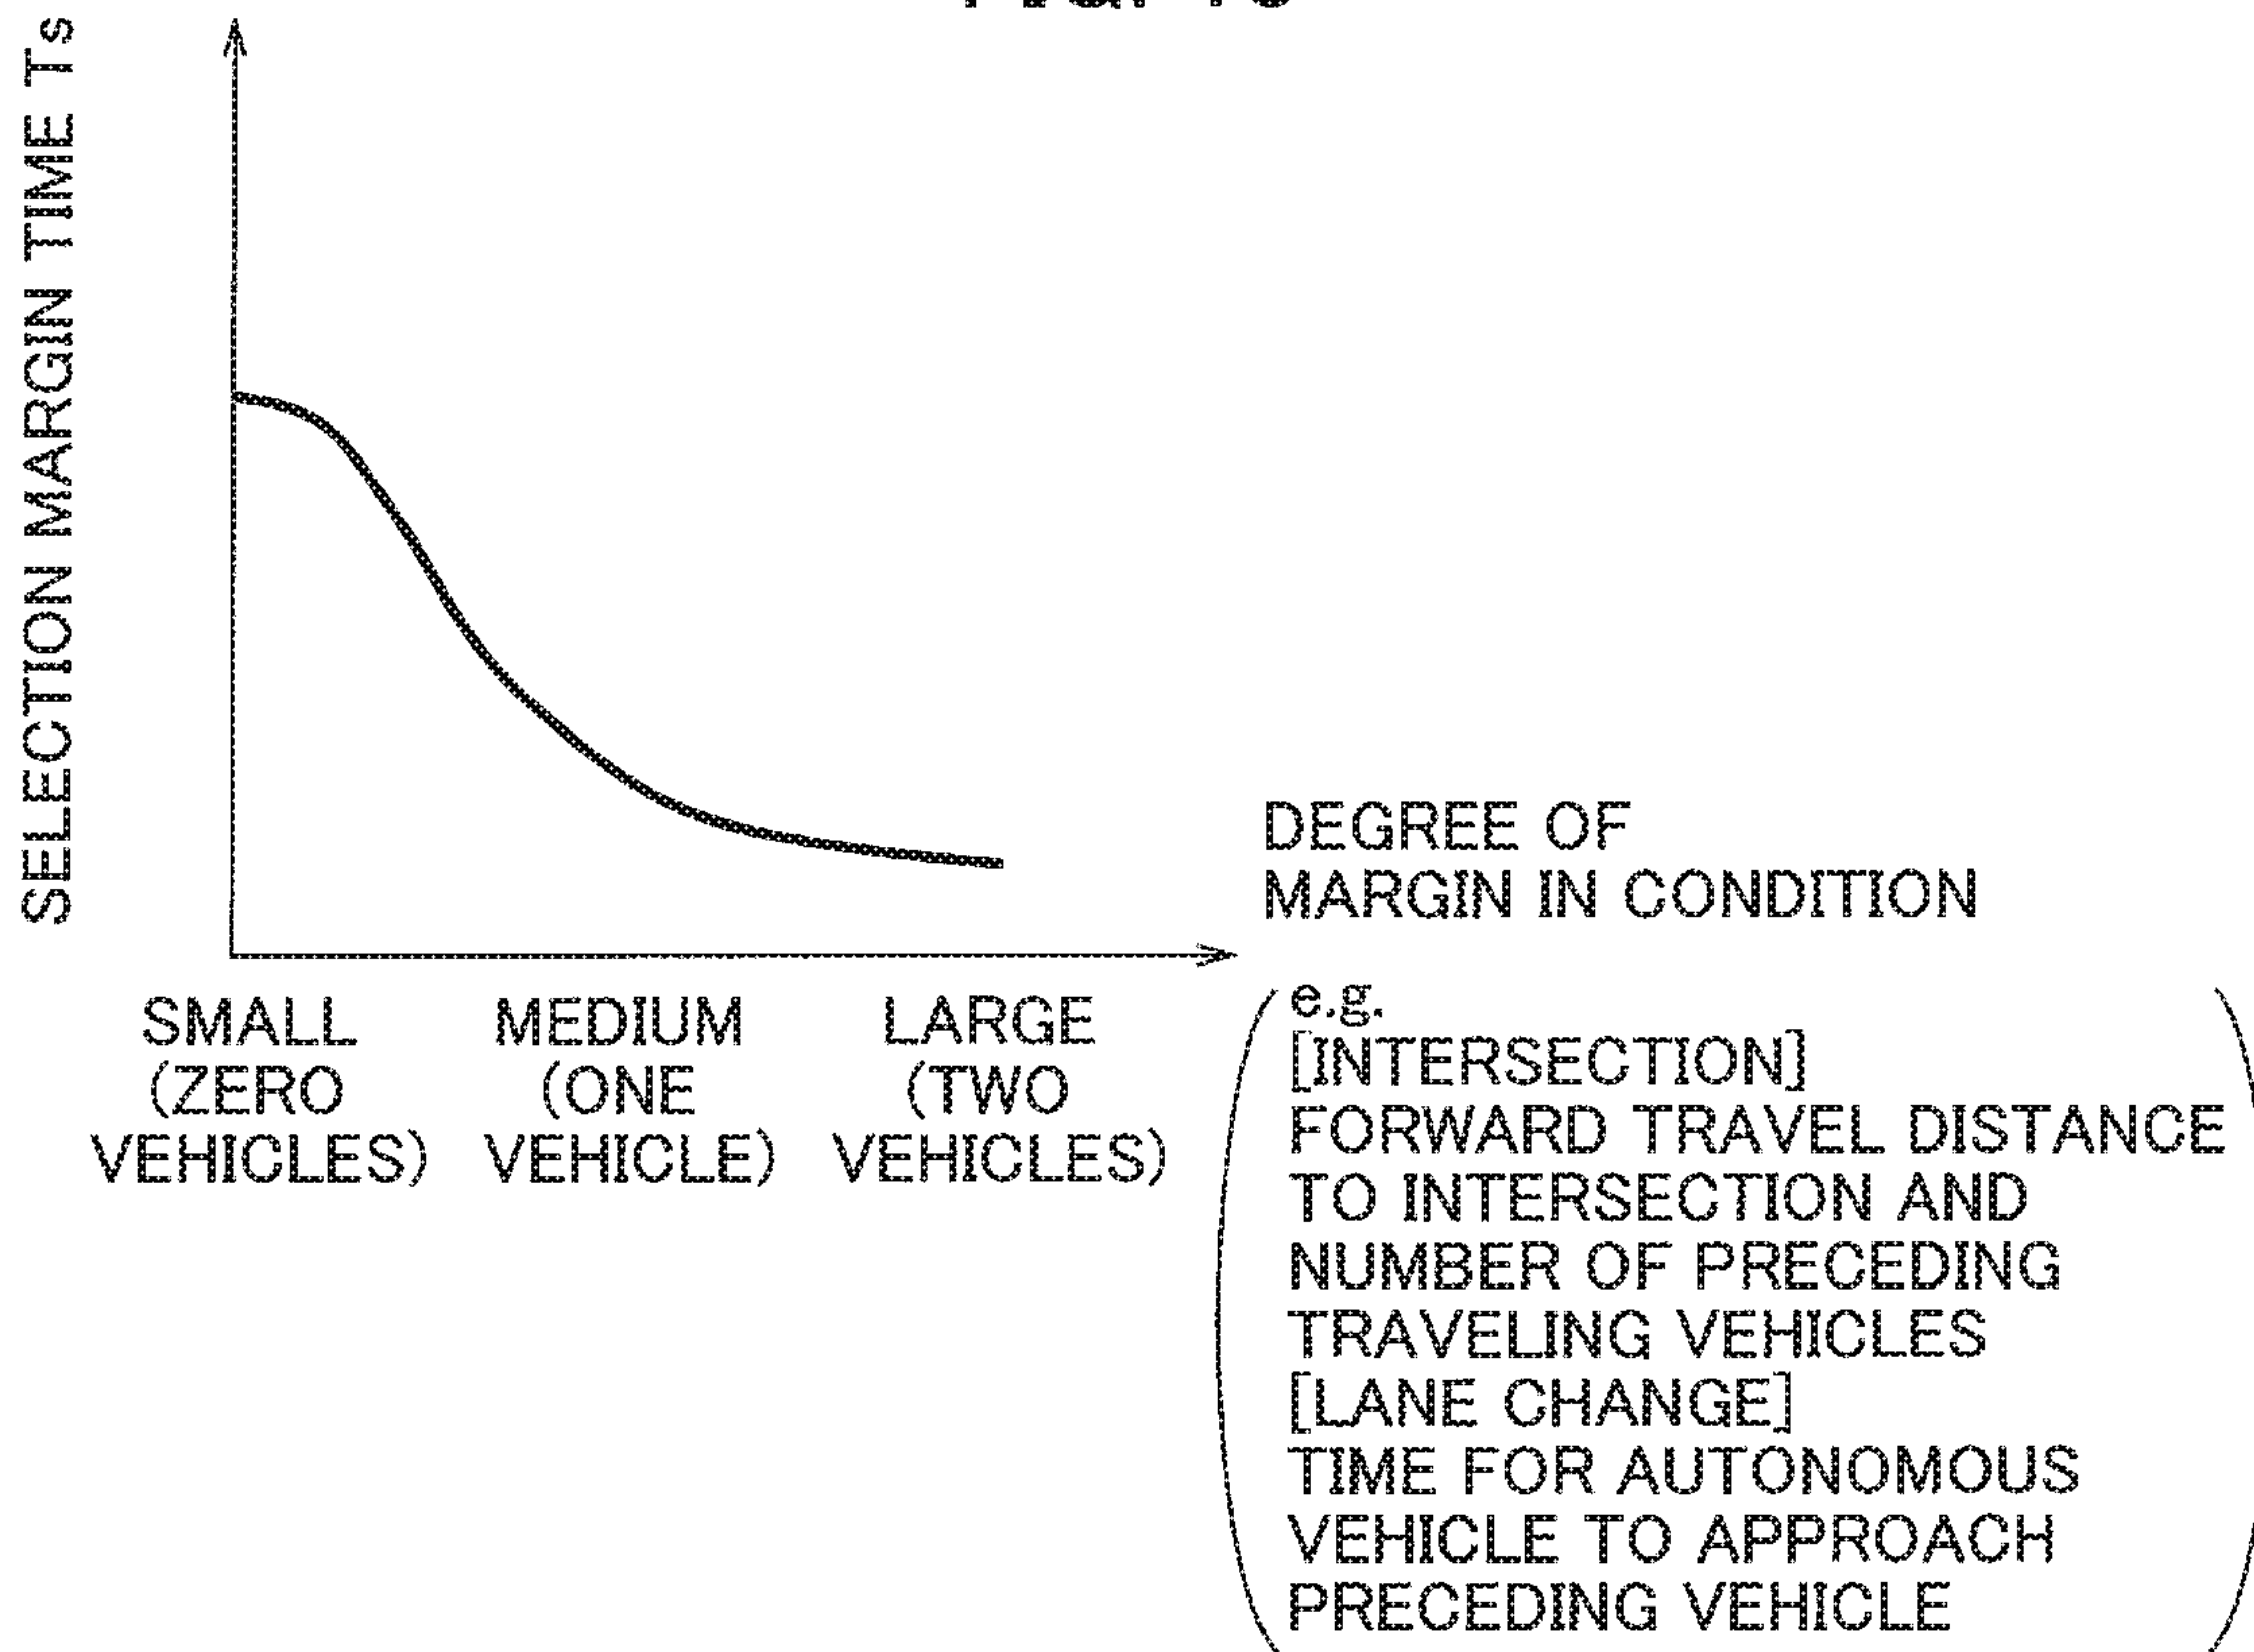 SELECTION MARGIN TIME Ts
DEGREE OF
MARGIN IN CONDITION
SMALL
(ZERO
VEHICLES)
MEDIUM
(ONE
VEHICLE)
LARGE
(TWO
VEHICLES)
e.g.
[INTERSECTION]
FORWARD TRAVEL DISTANCE
TO INTERSECTION AND
NUMBER OF PRECEDING
TRAVELING VEHICLES
[LANE CHANGE]
TIME FOR AUTONOMOUS
VEHICLE TO APPROACH
PRECEDING VEHICLE